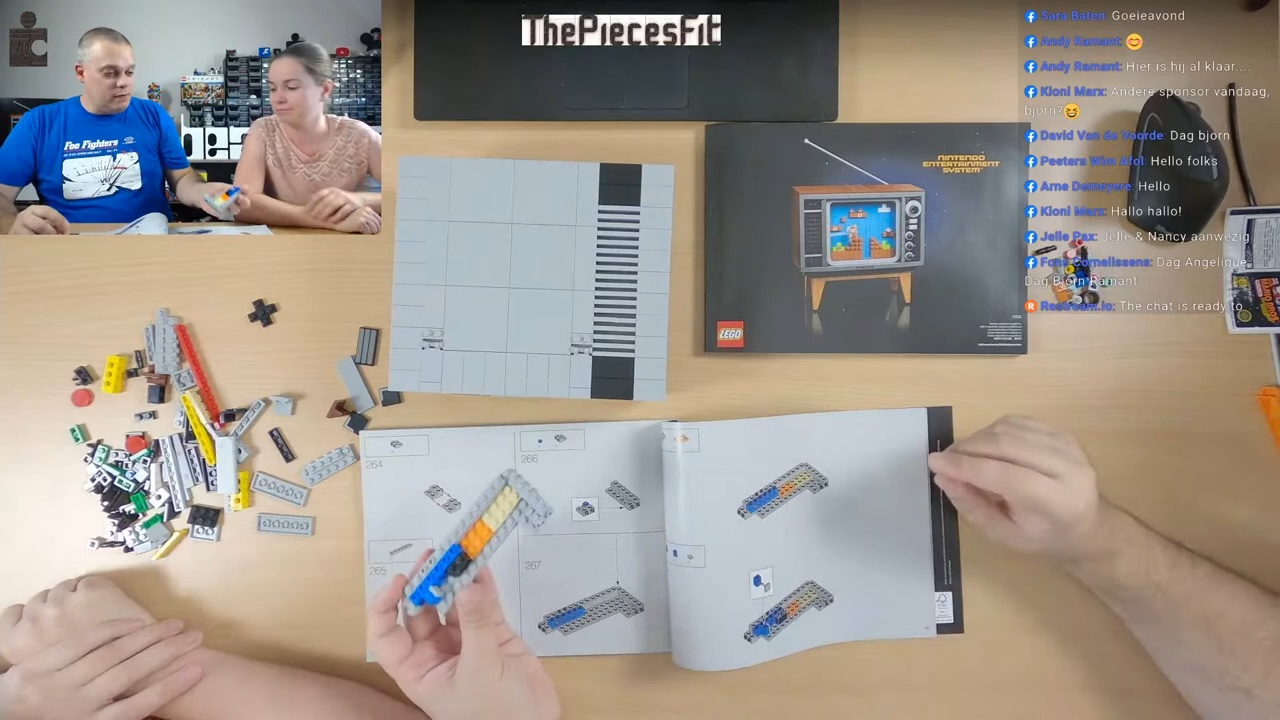 ThePiecesFit
Sara Baten: Goeieavond
Andy Ramant: 😊
Andy Ramant: Hier is hij al klaar....
Kloni Marx: Andere sponsor vandaag,
bjorn?😆
David Van de Voorde: Dag bjorn
Peeters Wim Afol: Hello folks
Arne Demeyere: Hello
Kloni Marx: Hallo hallo!
Jelle Pax: Jelle & Nancy aanwezig
Fons Cornelissens: Dag Angelique,
Dag Bjorn Ramant
Restream.io: The chat is ready to
Foo Fighters
NINTENDO
ENTERTAINMENT
SYSTEM
LEGO
264
266
265
267
FSC